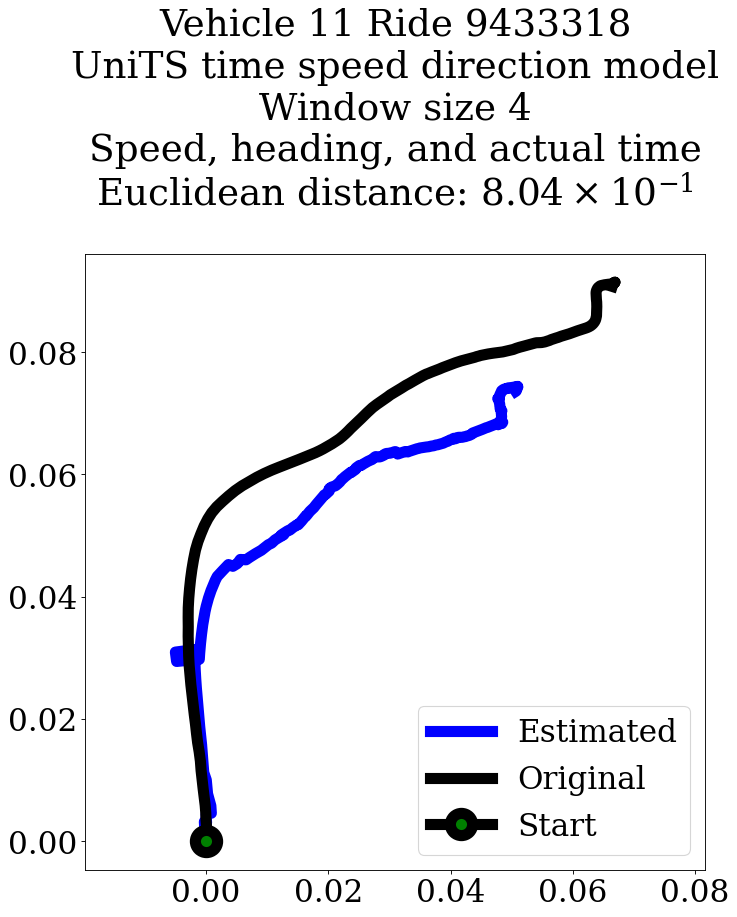 Vehicle 11 Ride 9433318
UniTS time speed direction model
Window size 4
Speed, heading, and actual time
Euclidean distance: 8.04 × 10⁻¹
0.08
0.06
0.04
0.02
0.00
Estimated
Original
Start
0.00 0.02 0.04 0.06 0.08